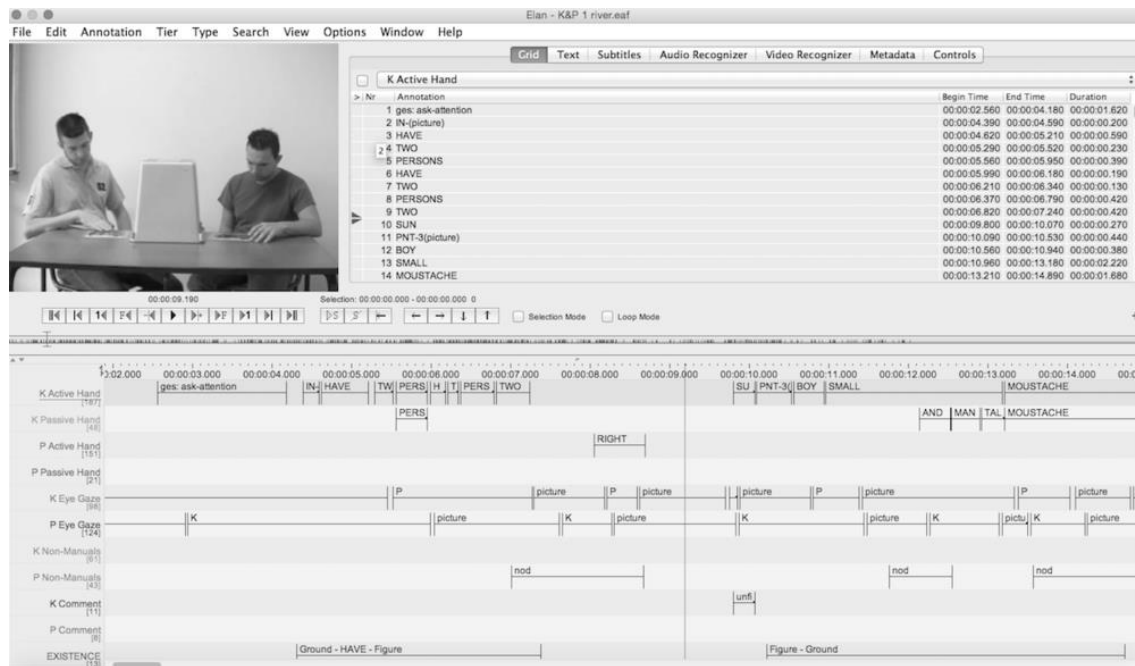 Elan - K&P 1 river.eaf
File Edit Annotation Tier Type Search View Options Window Help
Grid Text Subtitles Audio Recognizer Video Recognizer Metadata Controls
K Active Hand
> Nr Annotation Begin Time End Time Duration
1 ges: ask-attention 00:00:02.560 00:00:04.180 00:00:01.620
2 IN-(picture) 00:00:04.390 00:00:04.590 00:00:00.200
3 HAVE 00:00:04.620 00:00:05.210 00:00:00.590
2 4 TWO 00:00:05.290 00:00:05.520 00:00:00.230
5 PERSONS 00:00:05.560 00:00:05.950 00:00:00.390
6 HAVE 00:00:05.990 00:00:06.180 00:00:00.190
7 TWO 00:00:06.210 00:00:06.340 00:00:00.130
8 PERSONS 00:00:06.370 00:00:06.790 00:00:00.420
9 TWO 00:00:06.820 00:00:07.240 00:00:00.420
10 SUN 00:00:09.800 00:00:10.070 00:00:00.270
11 PNT-3(picture) 00:00:10.090 00:00:10.530 00:00:00.440
12 BOY 00:00:10.560 00:00:10.940 00:00:00.380
13 SMALL 00:00:10.960 00:00:13.180 00:00:02.220
14 MOUSTACHE 00:00:13.210 00:00:14.890 00:00:01.680
00:00:09.190 Selection: 00:00:00.000 - 00:00:00.000 0
Selection Mode Loop Mode
00:00:03.000 00:00:04.000 00:00:05.000 00:00:06.000 00:00:07.000 00:00:08.000 00:00:09.000 00:00:10.000 00:00:11.000 00:00:12.000 00:00:13.000 00:00:14.000
K Active Hand ges: ask-attention IN- HAVE TW PERS H T PERS TWO SU PNT-3( BOY SMALL MOUSTACHE
[187]
K Passive Hand PERS AND MAN TAL MOUSTACHE
[48]
P Active Hand RIGHT
[151]
P Passive Hand
[21]
K Eye Gaze P picture P picture picture P picture P picture
[98]
P Eye Gaze K picture K picture K picture K pictu K picture
[124]
K Non-Manuals
[61]
P Non-Manuals nod nod nod
[43]
K Comment unfi
[11]
P Comment
[8]
EXISTENCE Ground - HAVE - Figure Figure - Ground
[13]